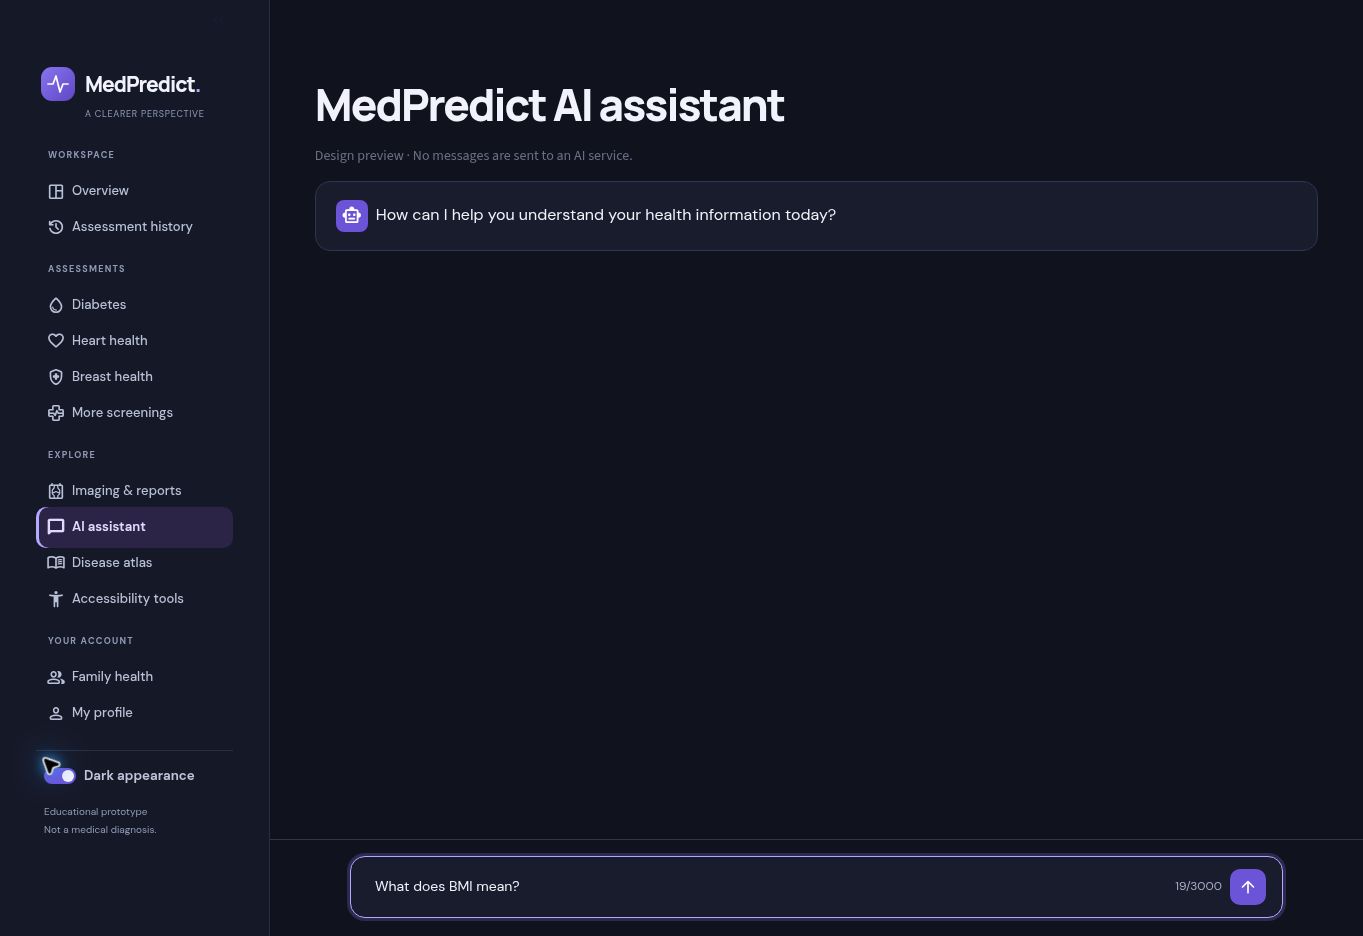 MedPredict.
A CLEARER PERSPECTIVE
WORKSPACE
Overview
Assessment history
ASSESSMENTS
Diabetes
Heart health
Breast health
More screenings
EXPLORE
Imaging & reports
AI assistant
Disease atlas
Accessibility tools
YOUR ACCOUNT
Family health
My profile
Dark appearance
Educational prototype
Not a medical diagnosis.
MedPredict AI assistant
Design preview · No messages are sent to an AI service.
How can I help you understand your health information today?
What does BMI mean?
19/3000